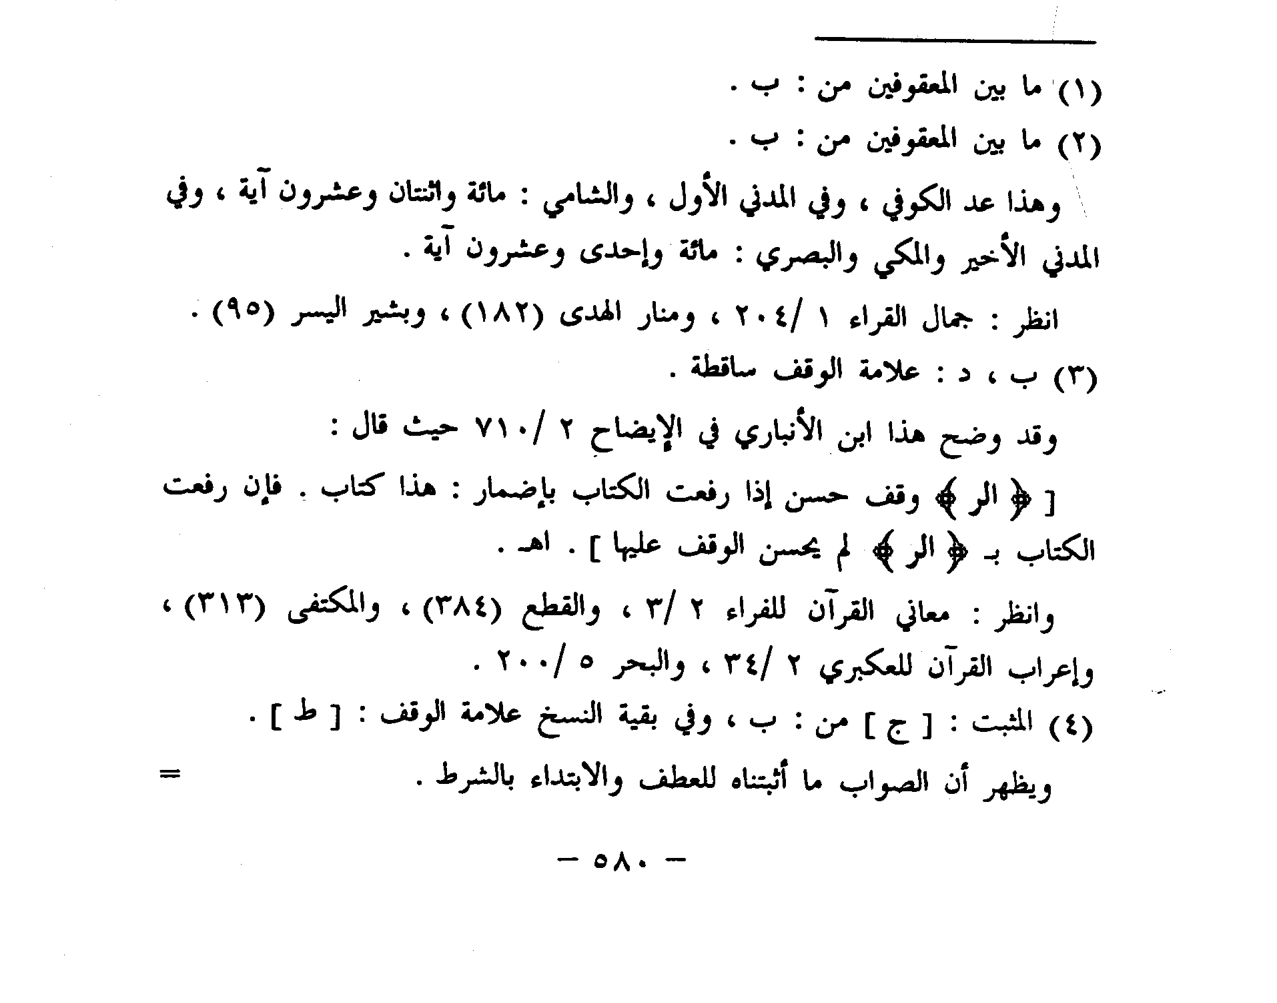 (١) ما بين المعقوفين من : ب .
(٢) ما بين المعقوفين من : ب .
وهذا عد الكوفي ، وفي المدني الأول ، والشامي : مائة واثنتان وعشرون آية ، وفي
المدني الأخير والمكي والبصري : مائة وإحدى وعشرون آية .
انظر : جمال القراء ١ /٢٠٤ ، ومنار الهدى (١٨٢) ، وبشير اليسر (٩٥) .
(٣) ب ، د : علامة الوقف ساقطة .
وقد وضح هذا ابن الأنباري في الإيضاح ٢ /٧١٠ حيث قال :
[ ﴿ الر ﴾ وقف حسن إذا رفعت الكتاب بإضمار : هذا كتاب . فإن رفعت
الكتاب بـ ﴿ الر ﴾ لم يحسن الوقف عليها ] . اهـ .
وانظر : معاني القرآن للفراء ٢ /٣ ، والقطع (٣٨٤) ، والمكتفى (٣١٣) ،
وإعراب القرآن للعكبري ٢ /٣٤ ، والبحر ٥ /٢٠٠ .
(٤) المثبت : [ ج ] من : ب ، وفي بقية النسخ علامة الوقف : [ ط ] .
ويظهر أن الصواب ما أثبتناه للعطف والابتداء بالشرط . =
– ٥٨٠ –